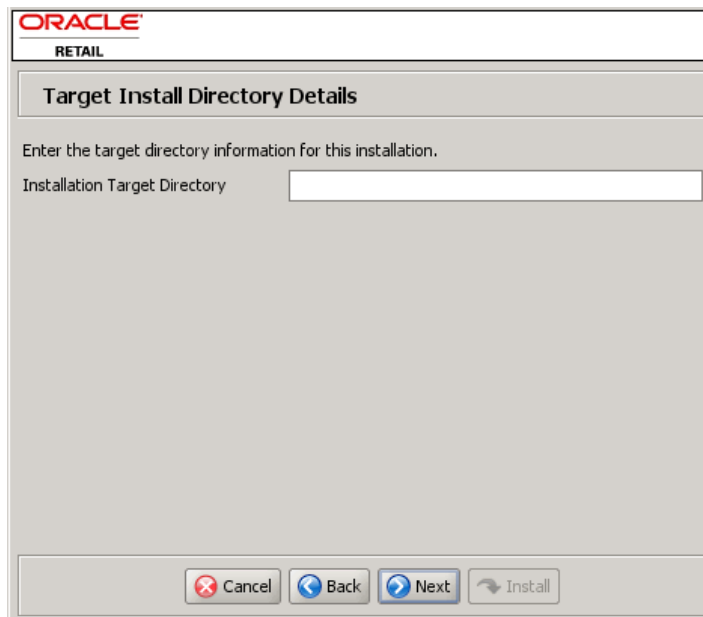 ORACLE
RETAIL
Target Install Directory Details
Enter the target directory information for this installation.
Installation Target Directory
Cancel Back Next Install